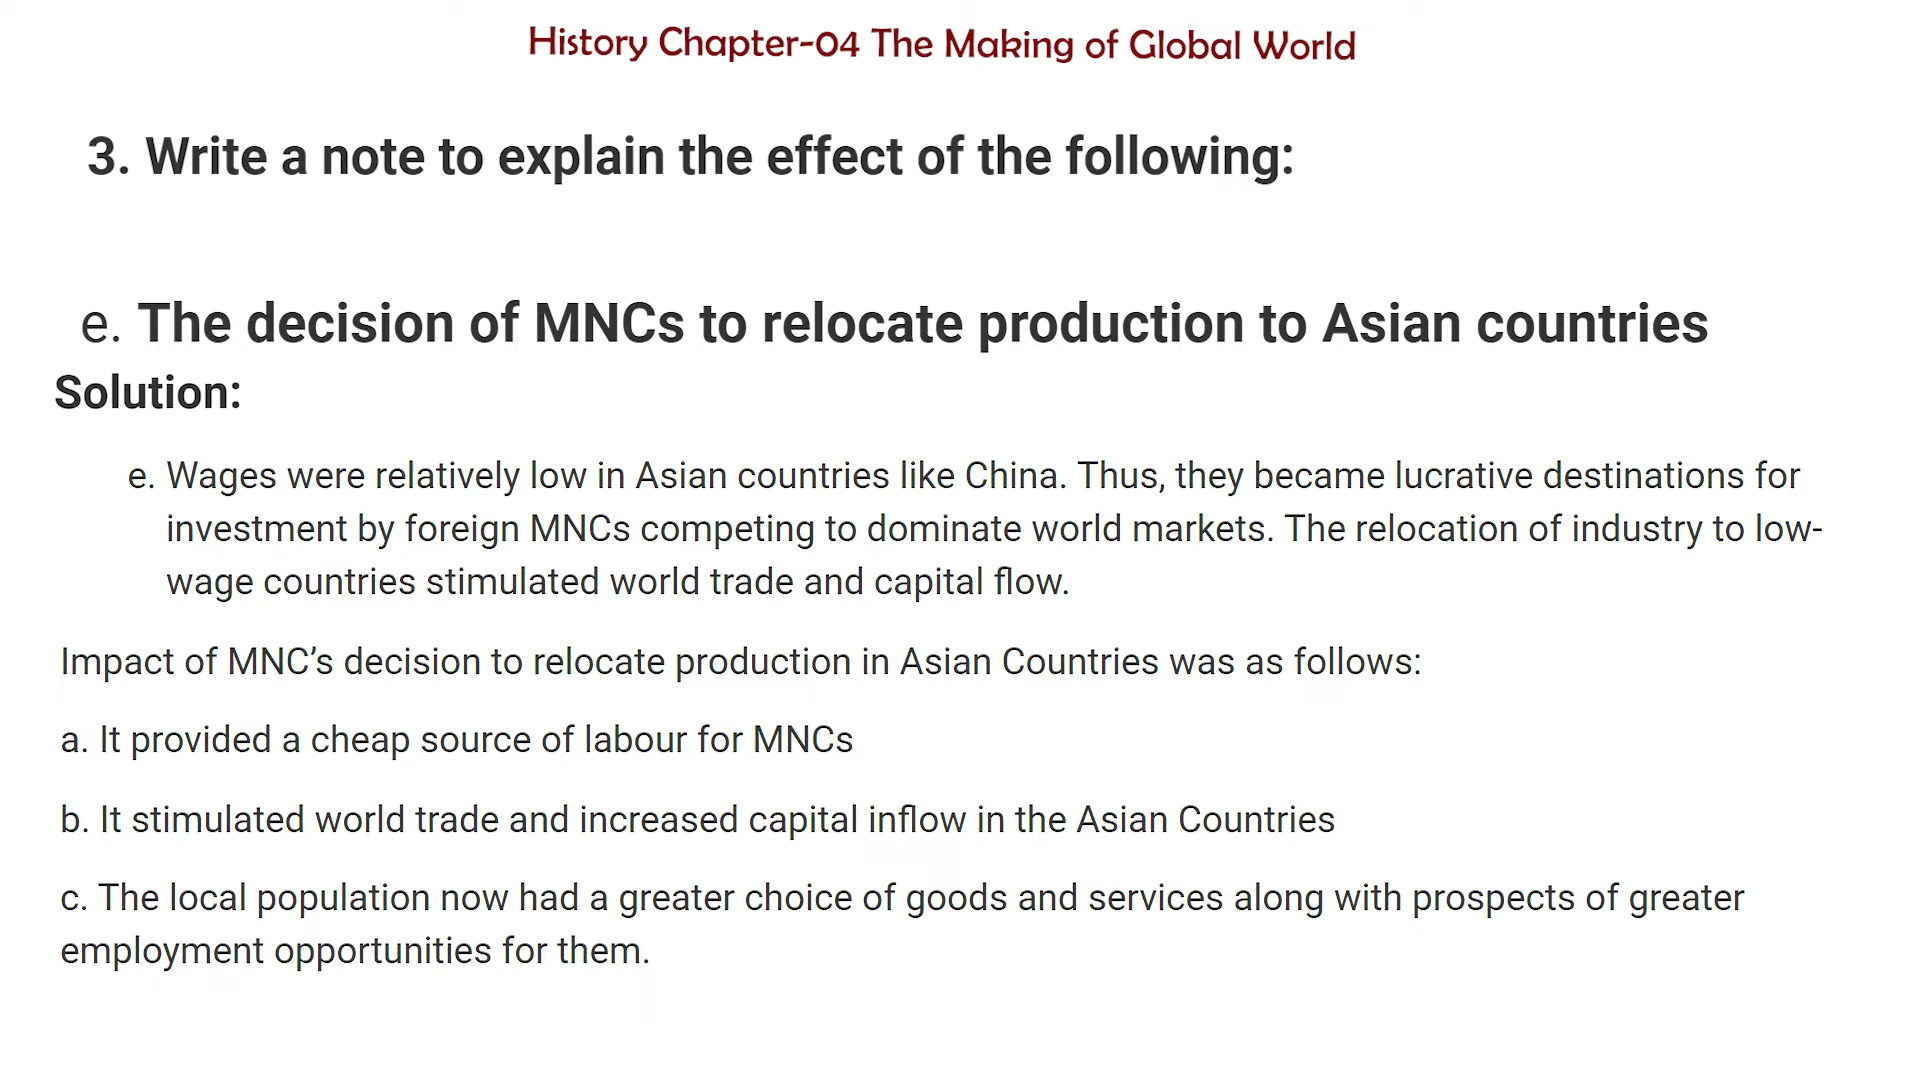 History Chapter-04 The Making of Global World
3. Write a note to explain the effect of the following:
e. The decision of MNCs to relocate production to Asian countries
Solution:
e. Wages were relatively low in Asian countries like China. Thus, they became lucrative destinations for
investment by foreign MNCs competing to dominate world markets. The relocation of industry to low-
wage countries stimulated world trade and capital flow.
Impact of MNC’s decision to relocate production in Asian Countries was as follows:
a. It provided a cheap source of labour for MNCs
b. It stimulated world trade and increased capital inflow in the Asian Countries
c. The local population now had a greater choice of goods and services along with prospects of greater
employment opportunities for them.